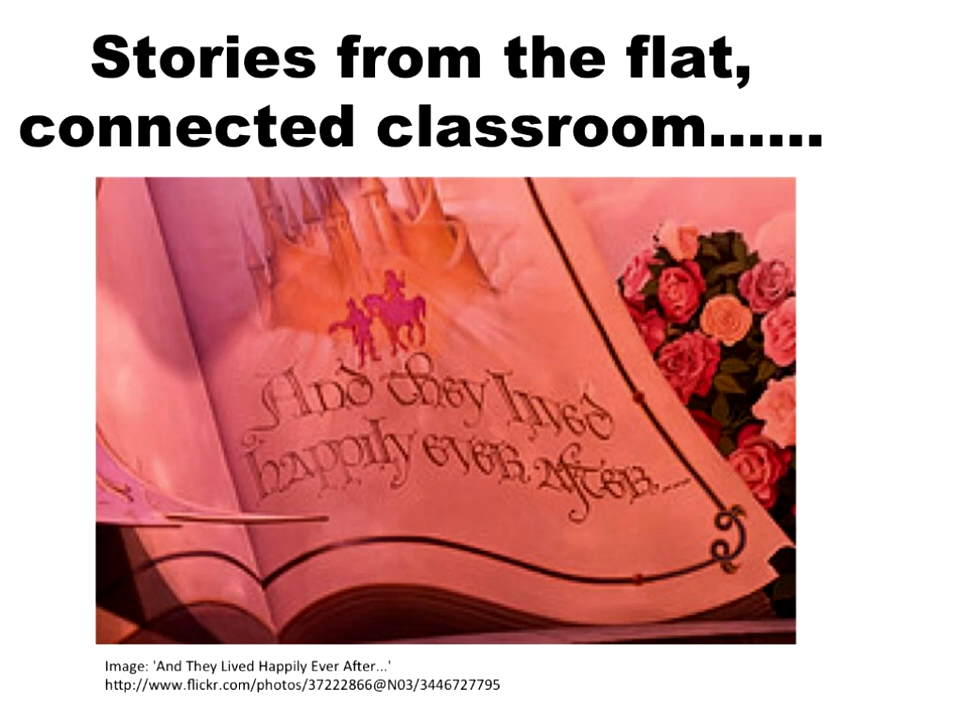 Stories from the flat,
connected classroom......
And they lived
happily ever after...
Image: 'And They Lived Happily Ever After...'
http://www.flickr.com/photos/37222866@N03/3446727795